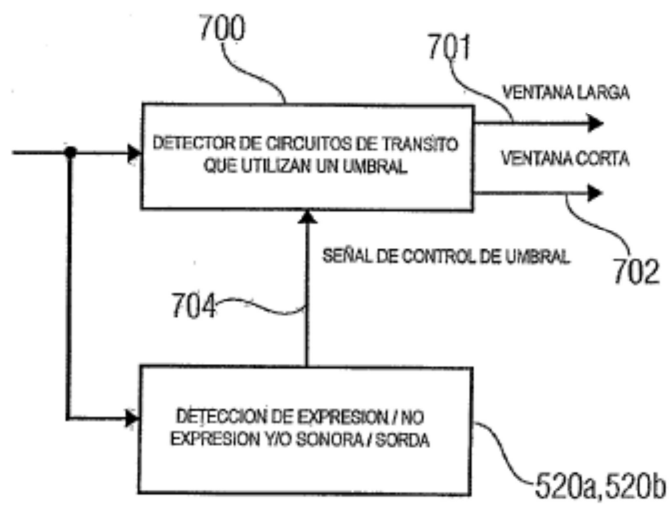 700
701
VENTANA LARGA
DETECTOR DE CIRCUITOS DE TRANSITO
QUE UTILIZAN UN UMBRAL
VENTANA CORTA
SEÑAL DE CONTROL DE UMBRAL
702
704
DETECCION DE EXPRESION / NO
EXPRESION Y/O SONORA / SORDA
520a,520b